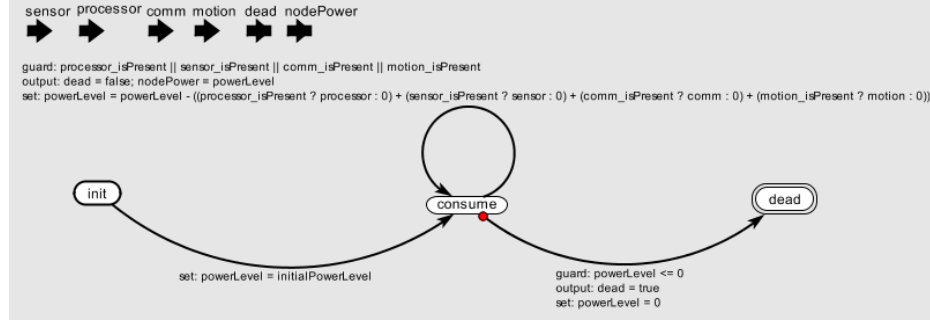 sensor processor comm motion dead nodePower
guard: processor_isPresent || sensor_isPresent || comm_isPresent || motion_isPresent
output: dead = false; nodePower = powerLevel
set: powerLevel = powerLevel - ((processor_isPresent ? processor : 0) + (sensor_isPresent ? sensor : 0) + (comm_isPresent ? comm : 0) + (motion_isPresent ? motion : 0))
init
consume
dead
set: powerLevel = initialPowerLevel
guard: powerLevel <= 0
output: dead = true
set: powerLevel = 0